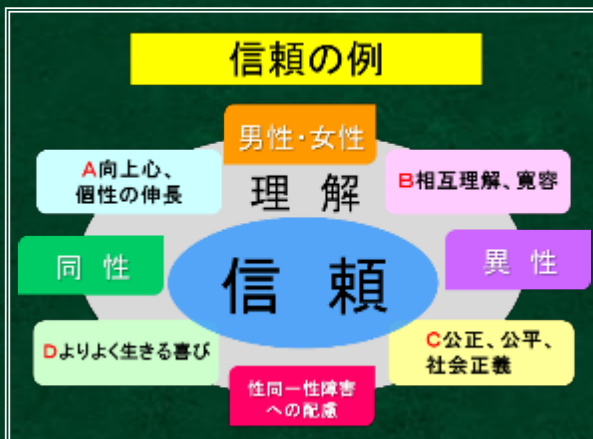 信頼の例
男性・女性
A向上心、
個性の伸長
理 解
B相互理解、寛容
同 性
信 頼
異 性
Dよりよく生きる喜び
C公正、公平、
社会正義
性同一性障害
への配慮